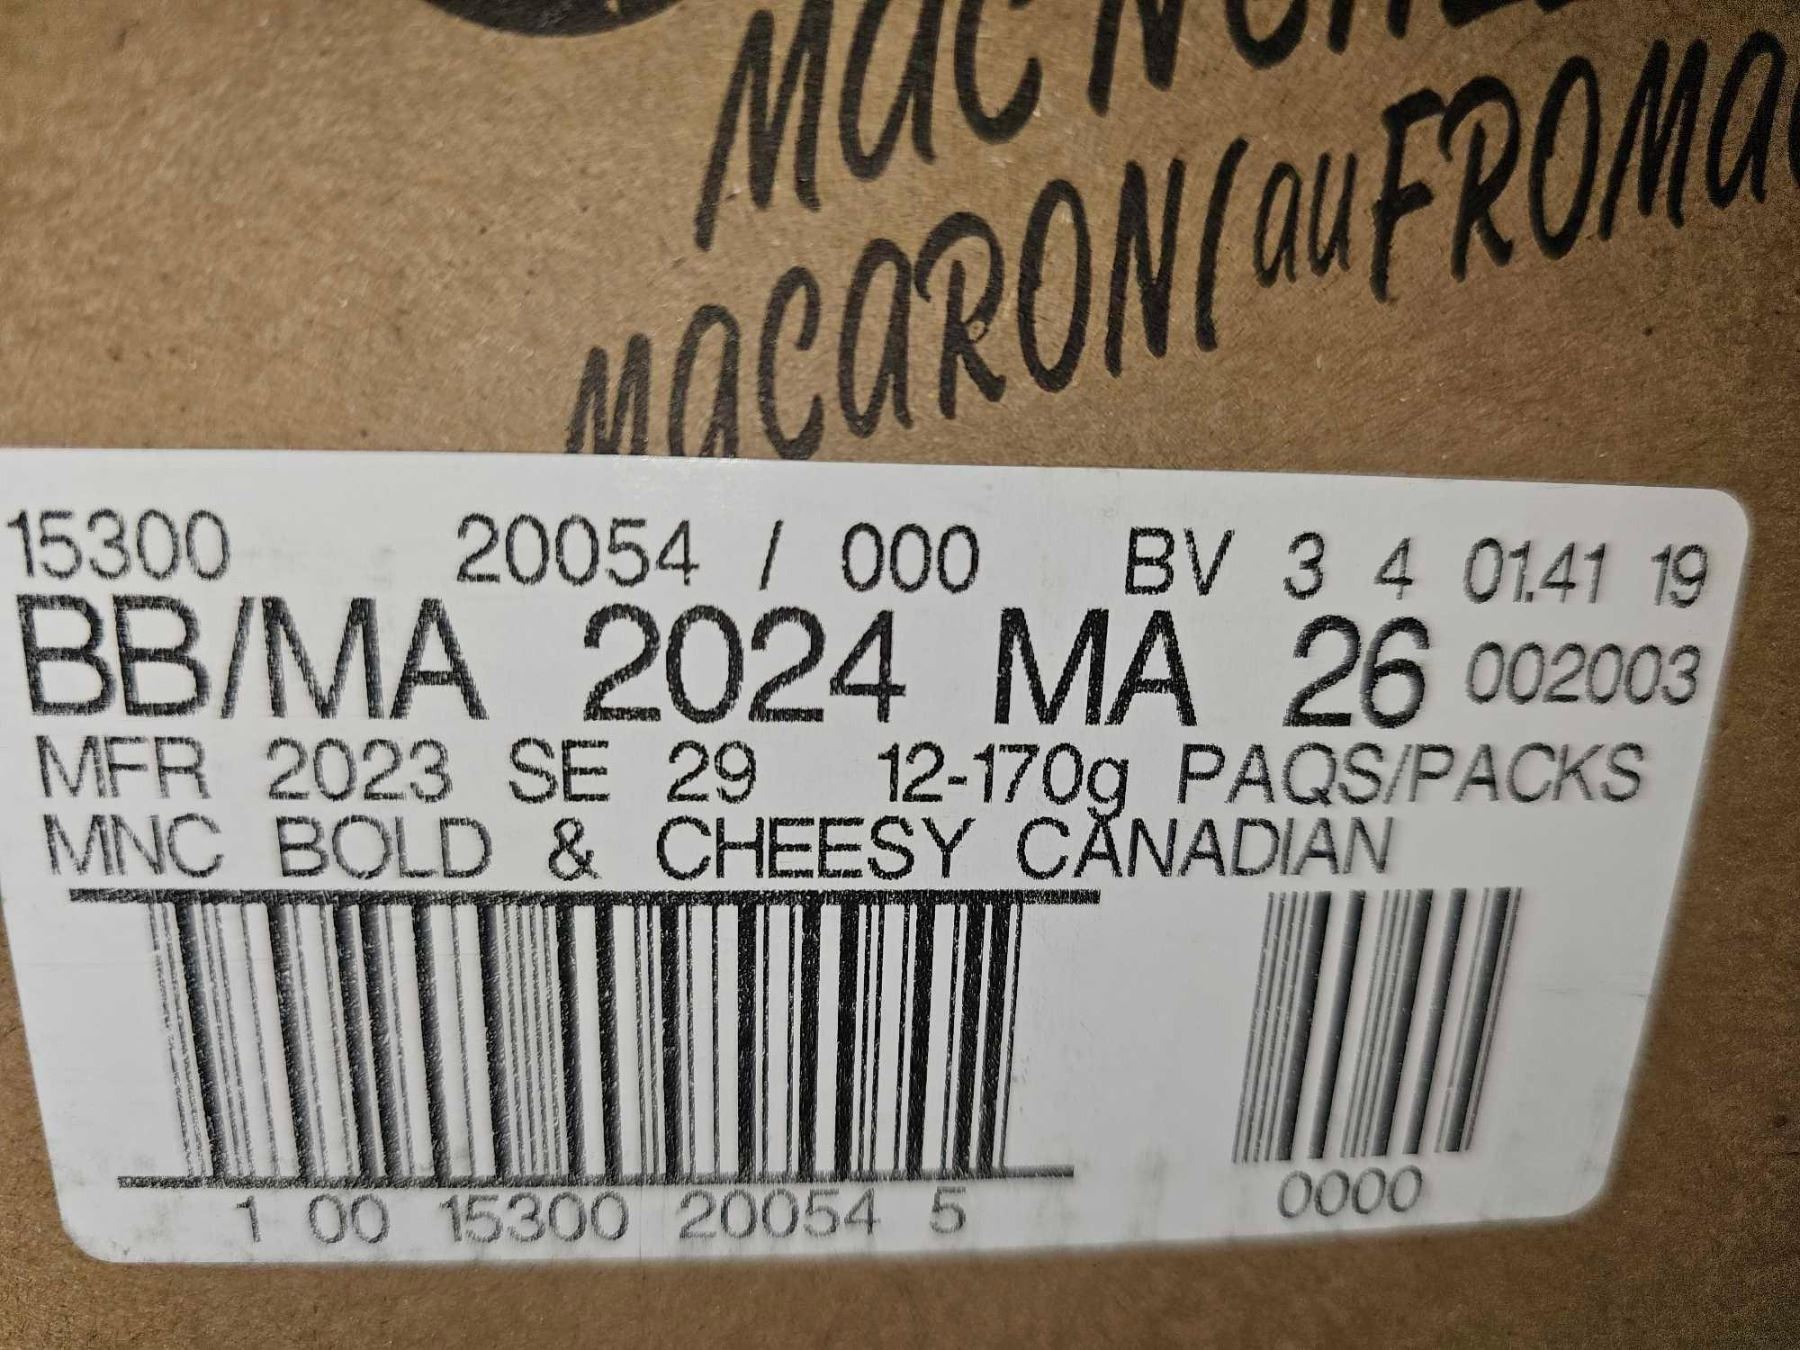 MAC N
MACARONI au FROMA
15300 20054 / 000 BV 3 4 01.41 19
BB/MA 2024 MA 26 002003
MFR 2023 SE 29 12-170g PAQS/PACKS
MNC BOLD & CHEESY CANADIAN
1 00 15300 20054 5 0000